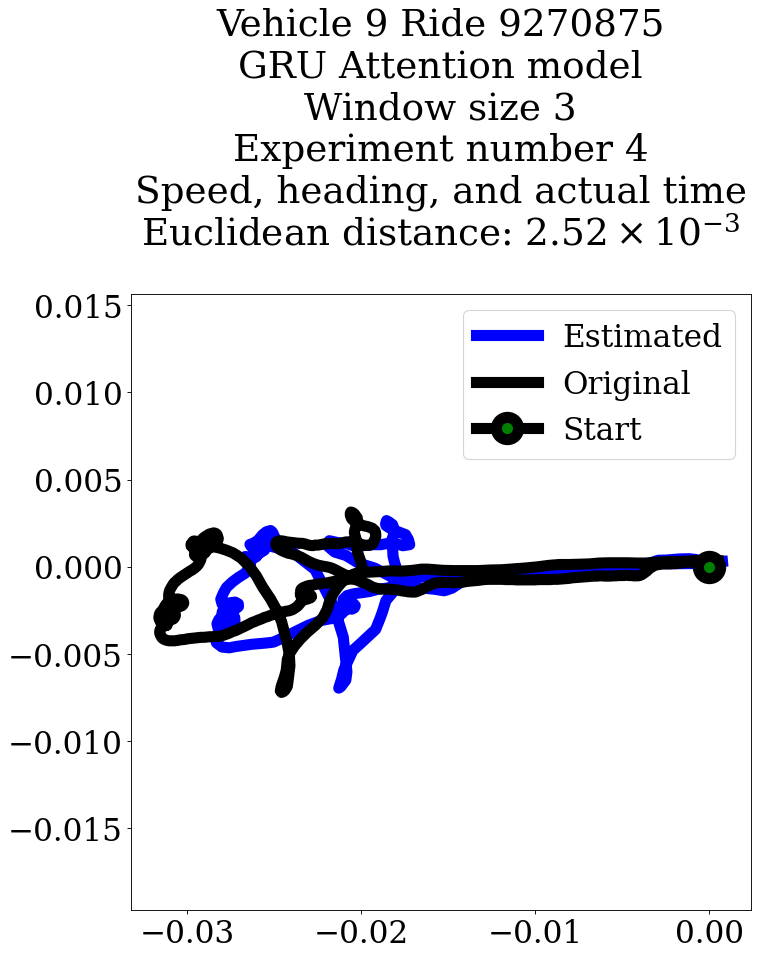 Vehicle 9 Ride 9270875
GRU Attention model
Window size 3
Experiment number 4
Speed, heading, and actual time
Euclidean distance: 2.52 × 10⁻³
0.015
0.010
0.005
0.000
−0.005
−0.010
−0.015
Estimated
Original
Start
−0.03
−0.02
−0.01
0.00